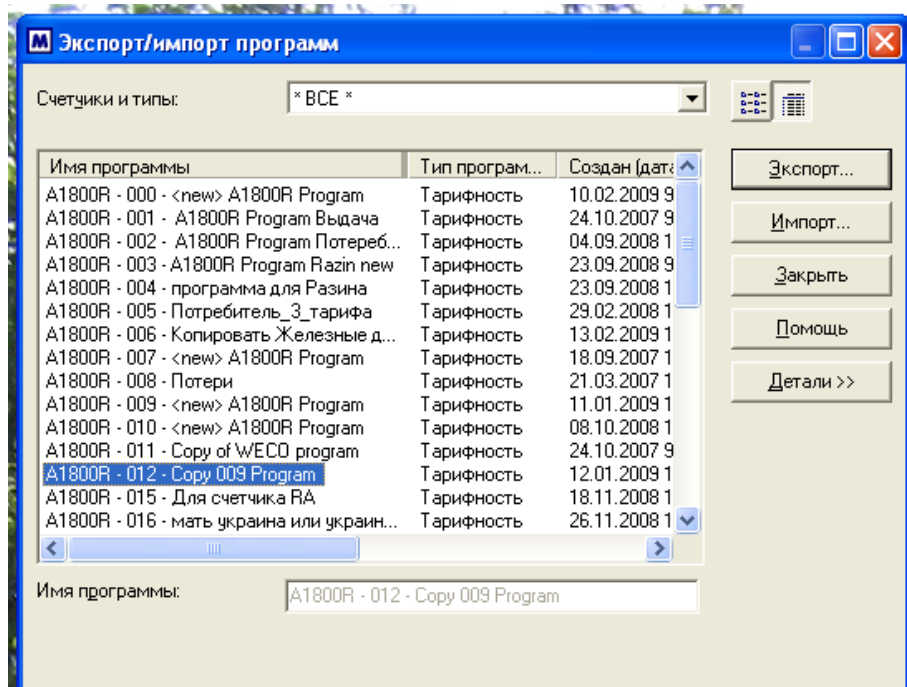 Экспорт/импорт программ
Счетчики и типы: * ВСЕ *
Имя программы Тип програм... Создан (дата
A1800R - 000 - <new> A1800R Program Тарифность 10.02.2009 9
A1800R - 001 -  A1800R Program Выдача Тарифность 24.10.2007 9
A1800R - 002 -  A1800R Program Потереб... Тарифность 04.09.2008 1
A1800R - 003 - A1800R Program Razin new Тарифность 23.09.2008 9
A1800R - 004 - программа для Разина Тарифность 23.09.2008 1
A1800R - 005 - Потребитель_3_тарифа Тарифность 29.02.2008 1
A1800R - 006 - Копировать Железные д... Тарифность 13.02.2009 1
A1800R - 007 - <new> A1800R Program Тарифность 18.09.2007 1
A1800R - 008 - Потери Тарифность 21.03.2007 1
A1800R - 009 - <new> A1800R Program Тарифность 11.01.2009 1
A1800R - 010 - <new> A1800R Program Тарифность 08.10.2008 1
A1800R - 011 - Copy of WECO program Тарифность 24.10.2007 9
A1800R - 012 - Copy 009 Program Тарифность 12.01.2009 1
A1800R - 015 - Для счетчика RA Тарифность 18.11.2008 1
A1800R - 016 - мать украина или украин... Тарифность 26.11.2008 1
Имя программы: A1800R - 012 - Copy 009 Program
Экспорт...
Импорт...
Закрыть
Помощь
Детали >>